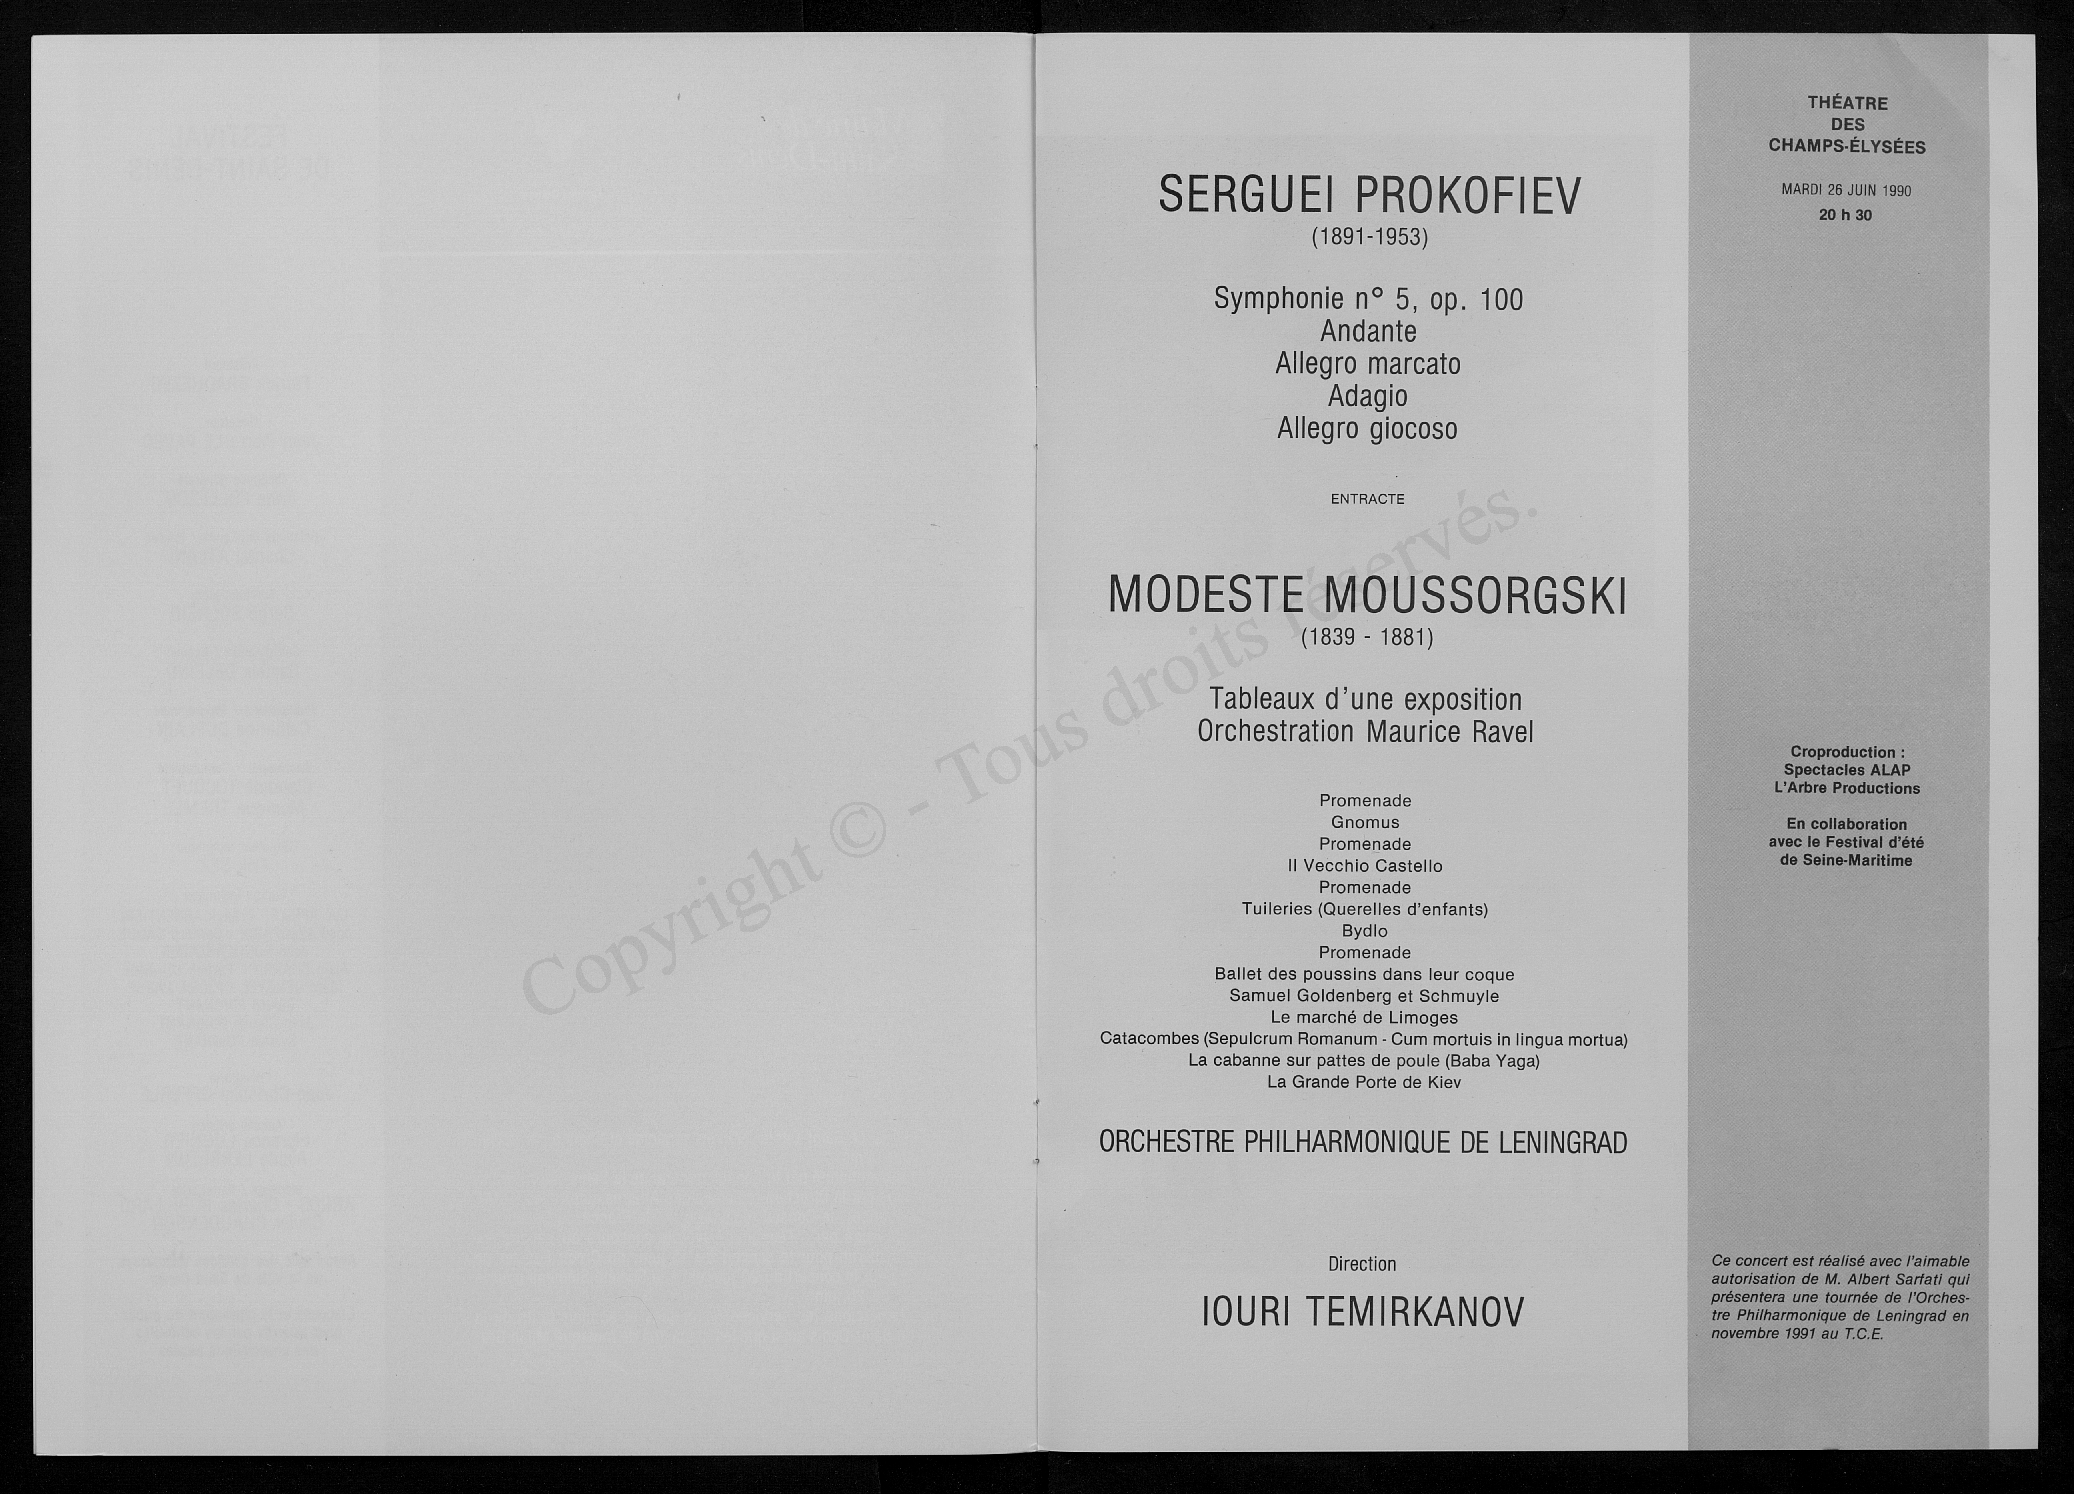 SERGUEI PROKOFIEV
(1891-1953)
Symphonie n° 5, op. 100
Andante
Allegro marcato
Adagio
Allegro giocoso
ENTRACTE
MODESTE MOUSSORGSKI
(1839 - 1881)
Tableaux d'une exposition
Orchestration Maurice Ravel
Promenade
Gnomus
Promenade
Il Vecchio Castello
Promenade
Tuileries (Querelles d'enfants)
Bydlo
Promenade
Ballet des poussins dans leur coque
Samuel Goldenberg et Schmuyle
Le marché de Limoges
Catacombes (Sepulcrum Romanum - Cum mortuis in lingua mortua)
La cabanne sur pattes de poule (Baba Yaga)
La Grande Porte de Kiev
ORCHESTRE PHILHARMONIQUE DE LENINGRAD
Direction
IOURI TEMIRKANOV
THÉATRE
DES
CHAMPS-ÉLYSÉES
MARDI 26 JUIN 1990
20 h 30
Croproduction :
Spectacles ALAP
L'Arbre Productions
En collaboration
avec le Festival d'été
de Seine-Maritime
Ce concert est réalisé avec l'aimable
autorisation de M. Albert Sarfati qui
présentera une tournée de l'Orches-
tre Philharmonique de Leningrad en
novembre 1991 au T.C.E.
Copyright © - Tous droits réservés.
FESTIVAL
DE SAINT-DENIS